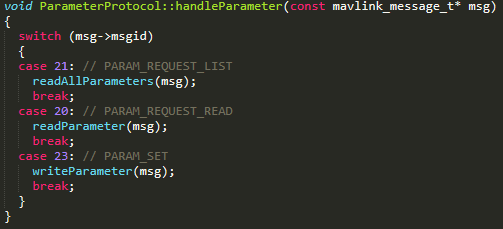 void ParameterProtocol::handleParameter(const mavlink_message_t* msg)
{
  switch (msg->msgid)
  {
  case 21: // PARAM_REQUEST_LIST
    readAllParameters(msg);
    break;
  case 20: // PARAM_REQUEST_READ
    readParameter(msg);
    break;
  case 23: // PARAM_SET
    writeParameter(msg);
    break;
  }
}